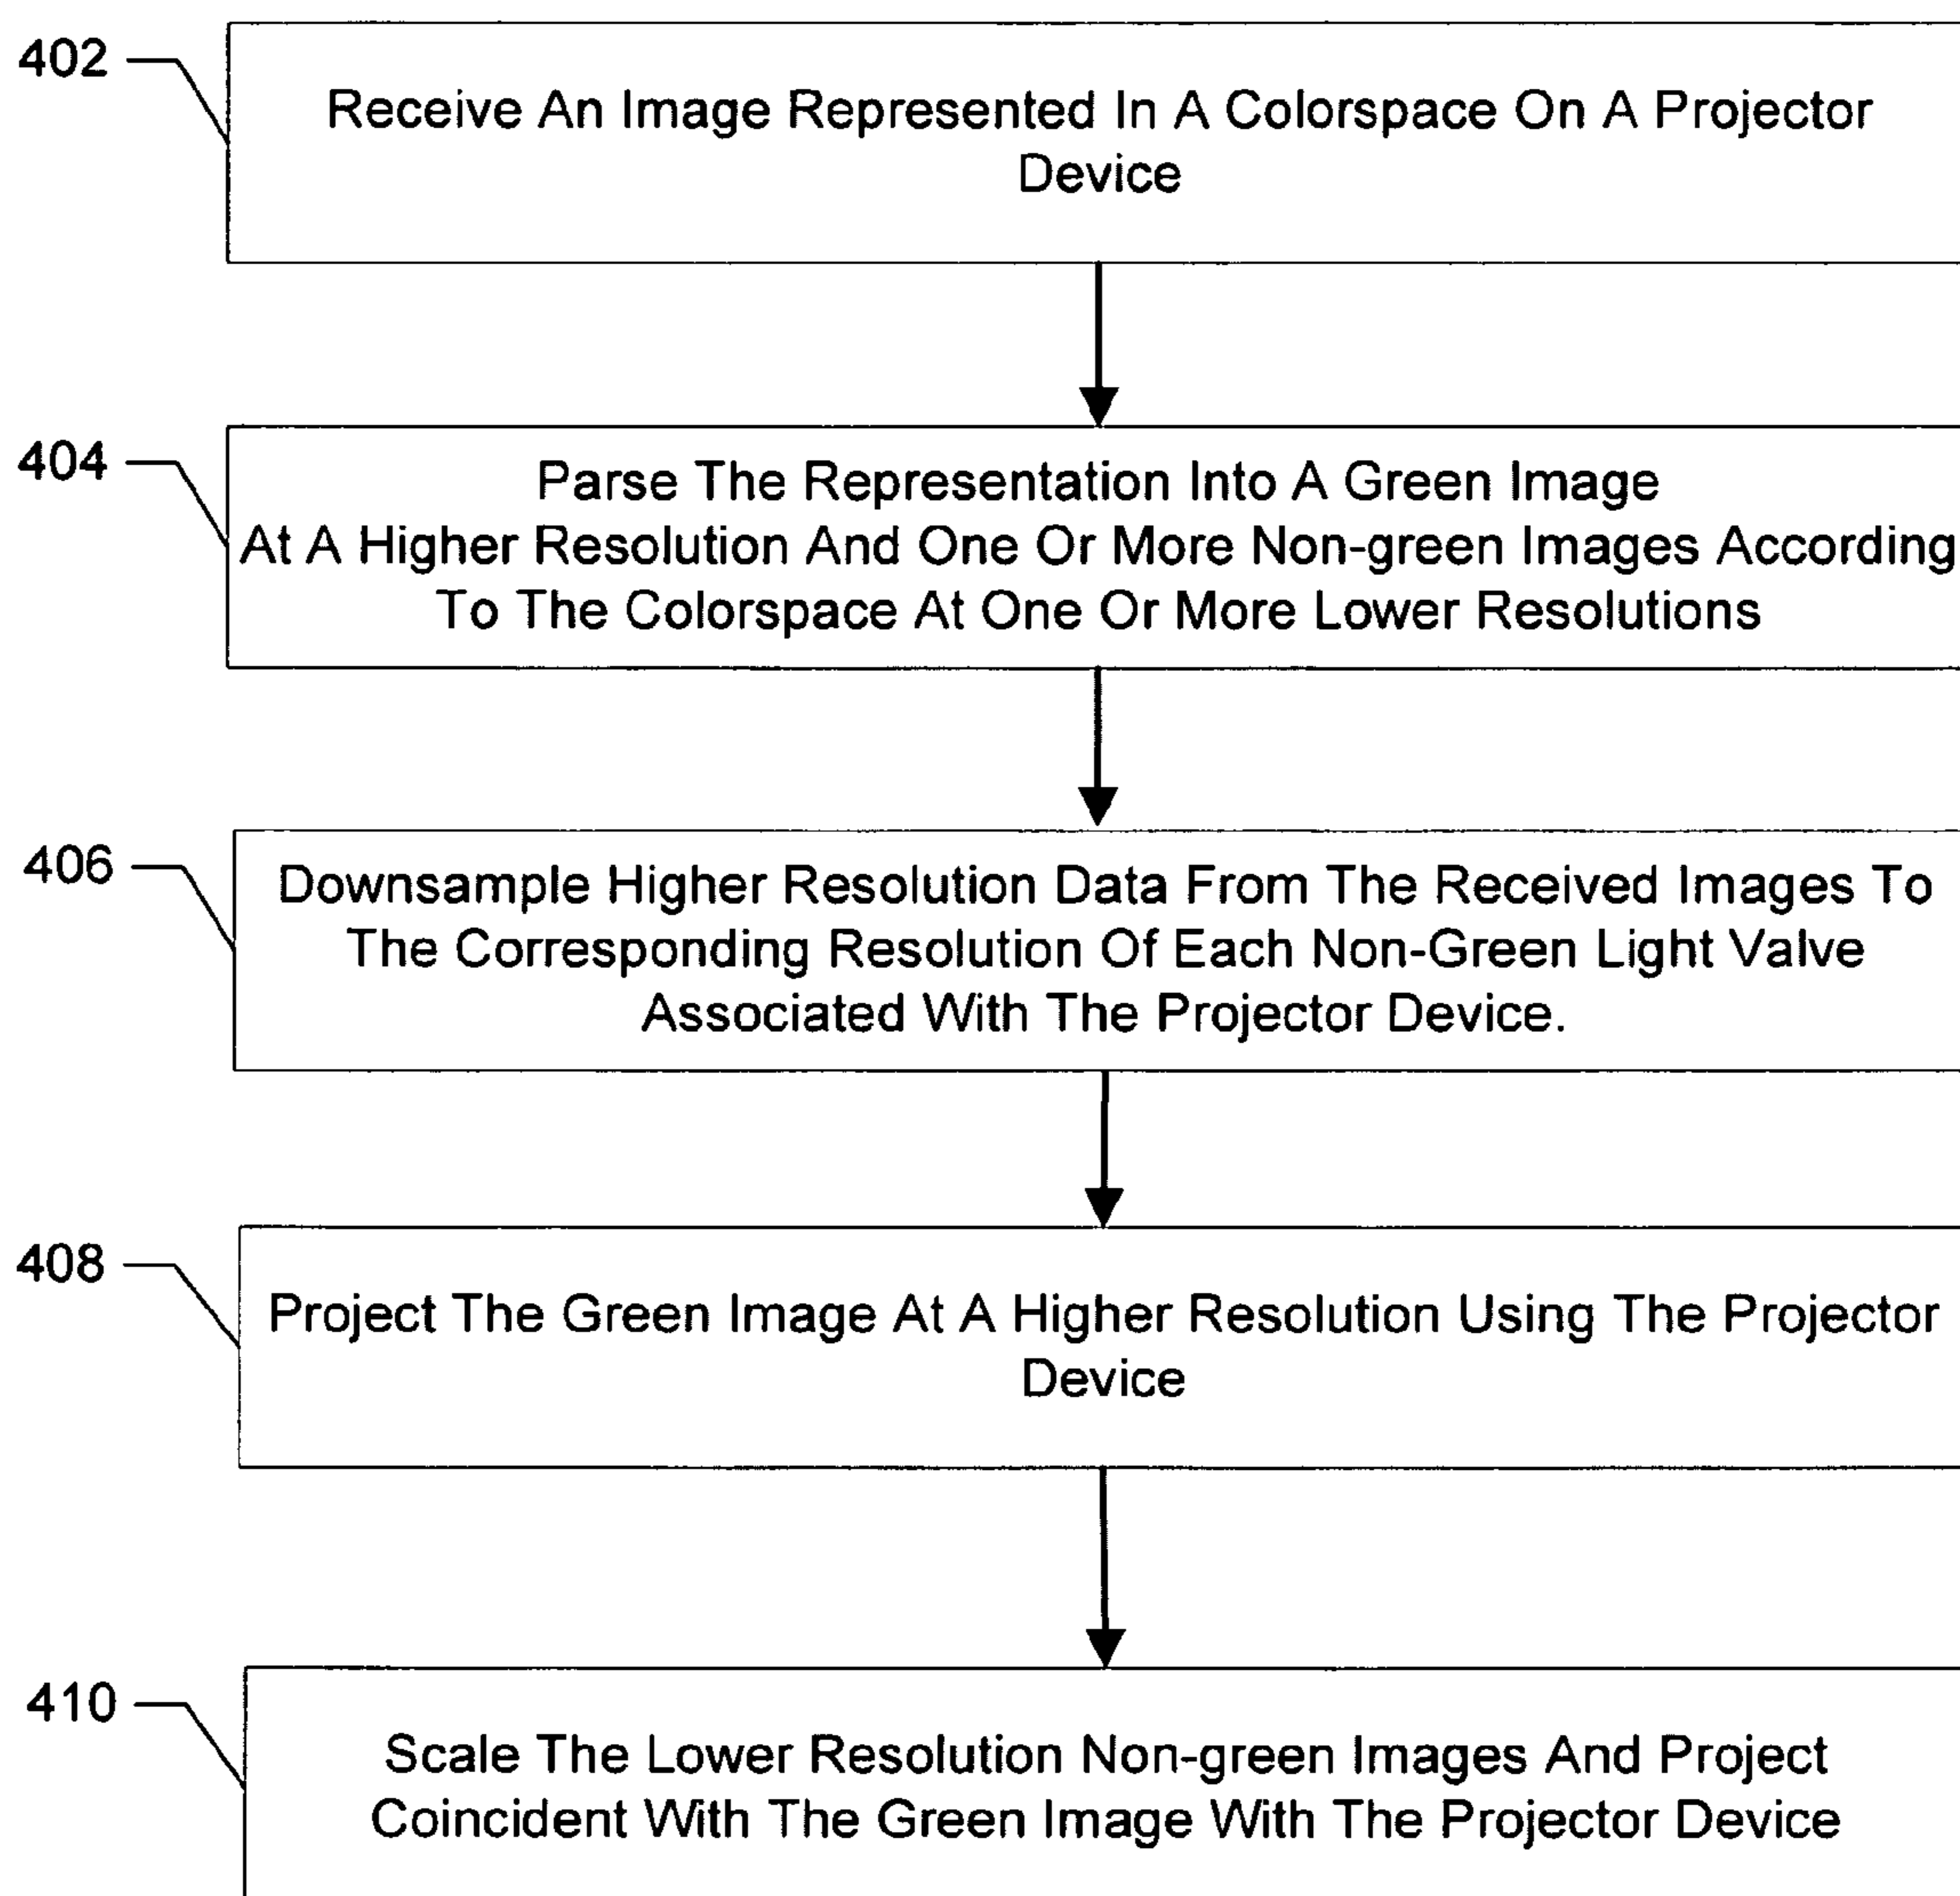 402
Receive An Image Represented In A Colorspace On A Projector
Device
404
Parse The Representation Into A Green Image
At A Higher Resolution And One Or More Non-green Images According
To The Colorspace At One Or More Lower Resolutions
406
Downsample Higher Resolution Data From The Received Images To
The Corresponding Resolution Of Each Non-Green Light Valve
Associated With The Projector Device.
408
Project The Green Image At A Higher Resolution Using The Projector
Device
410
Scale The Lower Resolution Non-green Images And Project
Coincident With The Green Image With The Projector Device